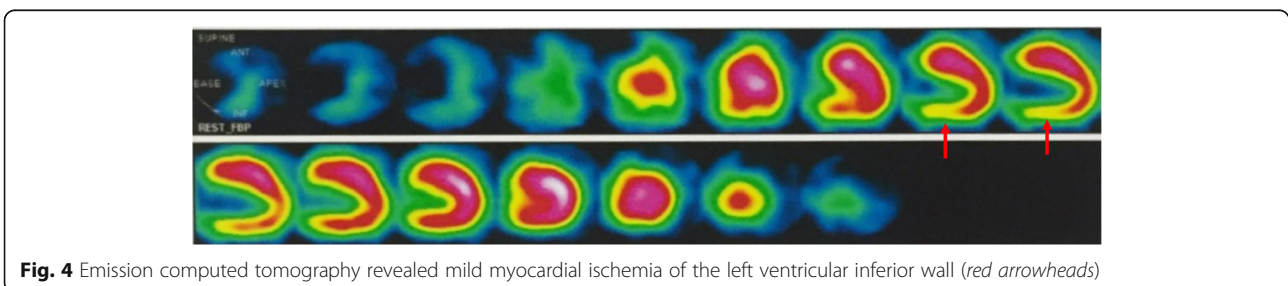 SUPINE
ANT
BASE APEX
INF
REST_FBP
Fig. 4 Emission computed tomography revealed mild myocardial ischemia of the left ventricular inferior wall (red arrowheads)